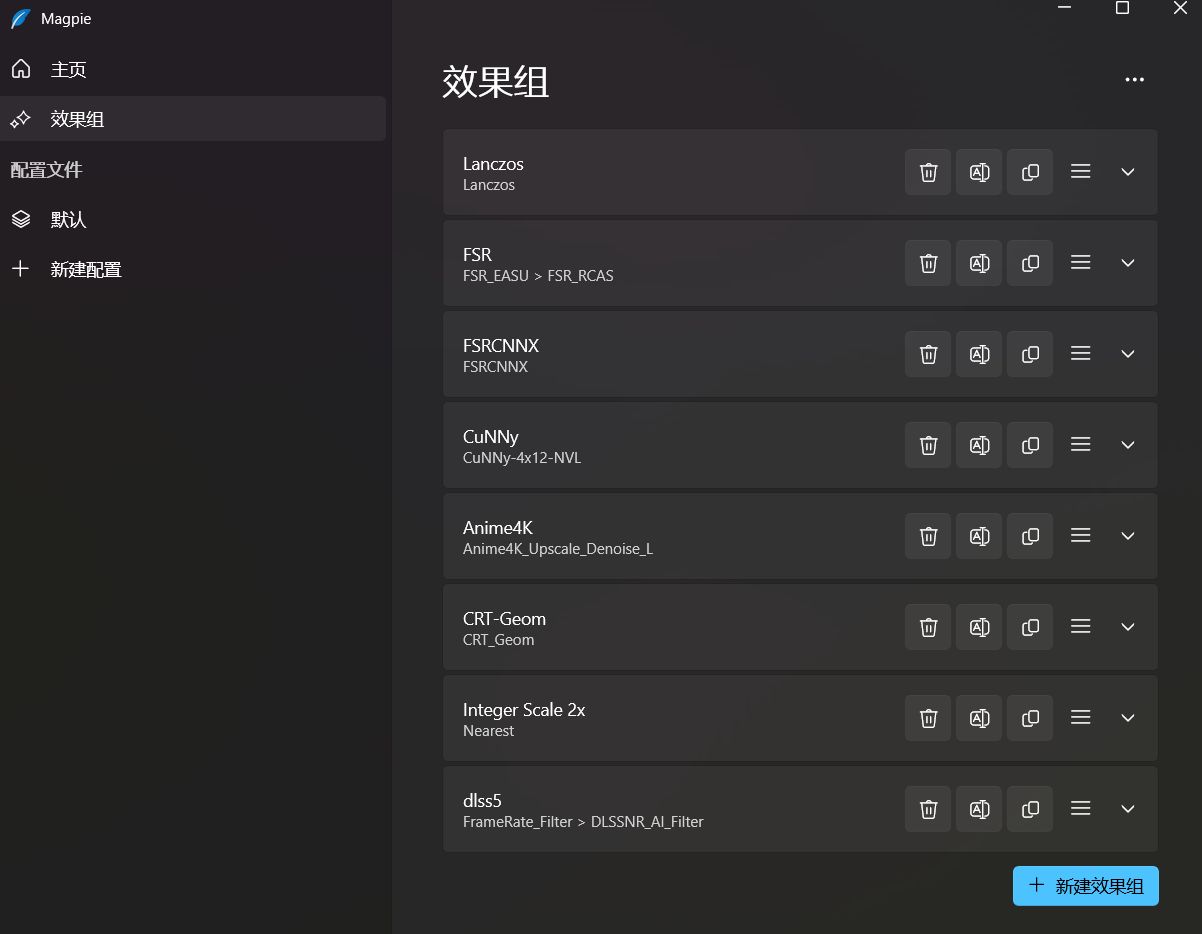 Magpie
主页
效果组
配置文件
默认
新建配置
效果组
Lanczos
Lanczos
FSR
FSR_EASU > FSR_RCAS
FSRCNNX
FSRCNNX
CuNNy
CuNNy-4x12-NVL
Anime4K
Anime4K_Upscale_Denoise_L
CRT-Geom
CRT_Geom
Integer Scale 2x
Nearest
dlss5
FrameRate_Filter > DLSSNR_AI_Filter
新建效果组